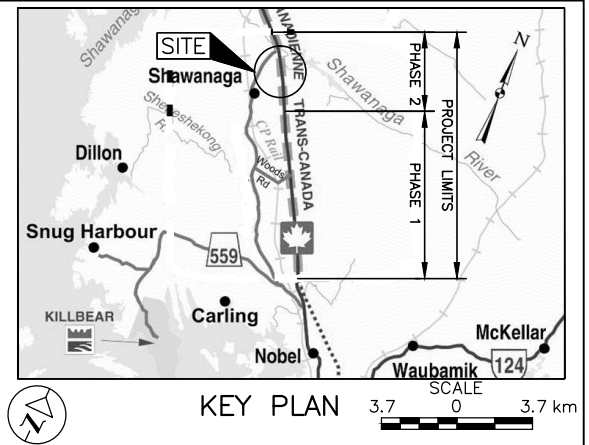 SITE
Shawanaga
CANADIENNE
TRANS-CANADA
Shawanaga
River
N
PHASE 2
PROJECT LIMITS
PHASE 1
Shawanaga
Shebeshekong
R.
CP Rail
Woods
Rd
Dillon
Snug Harbour
559
KILLBEAR
Carling
Nobel
McKellar
Waubamik
124
N
KEY PLAN
SCALE
3.7 0 3.7 km